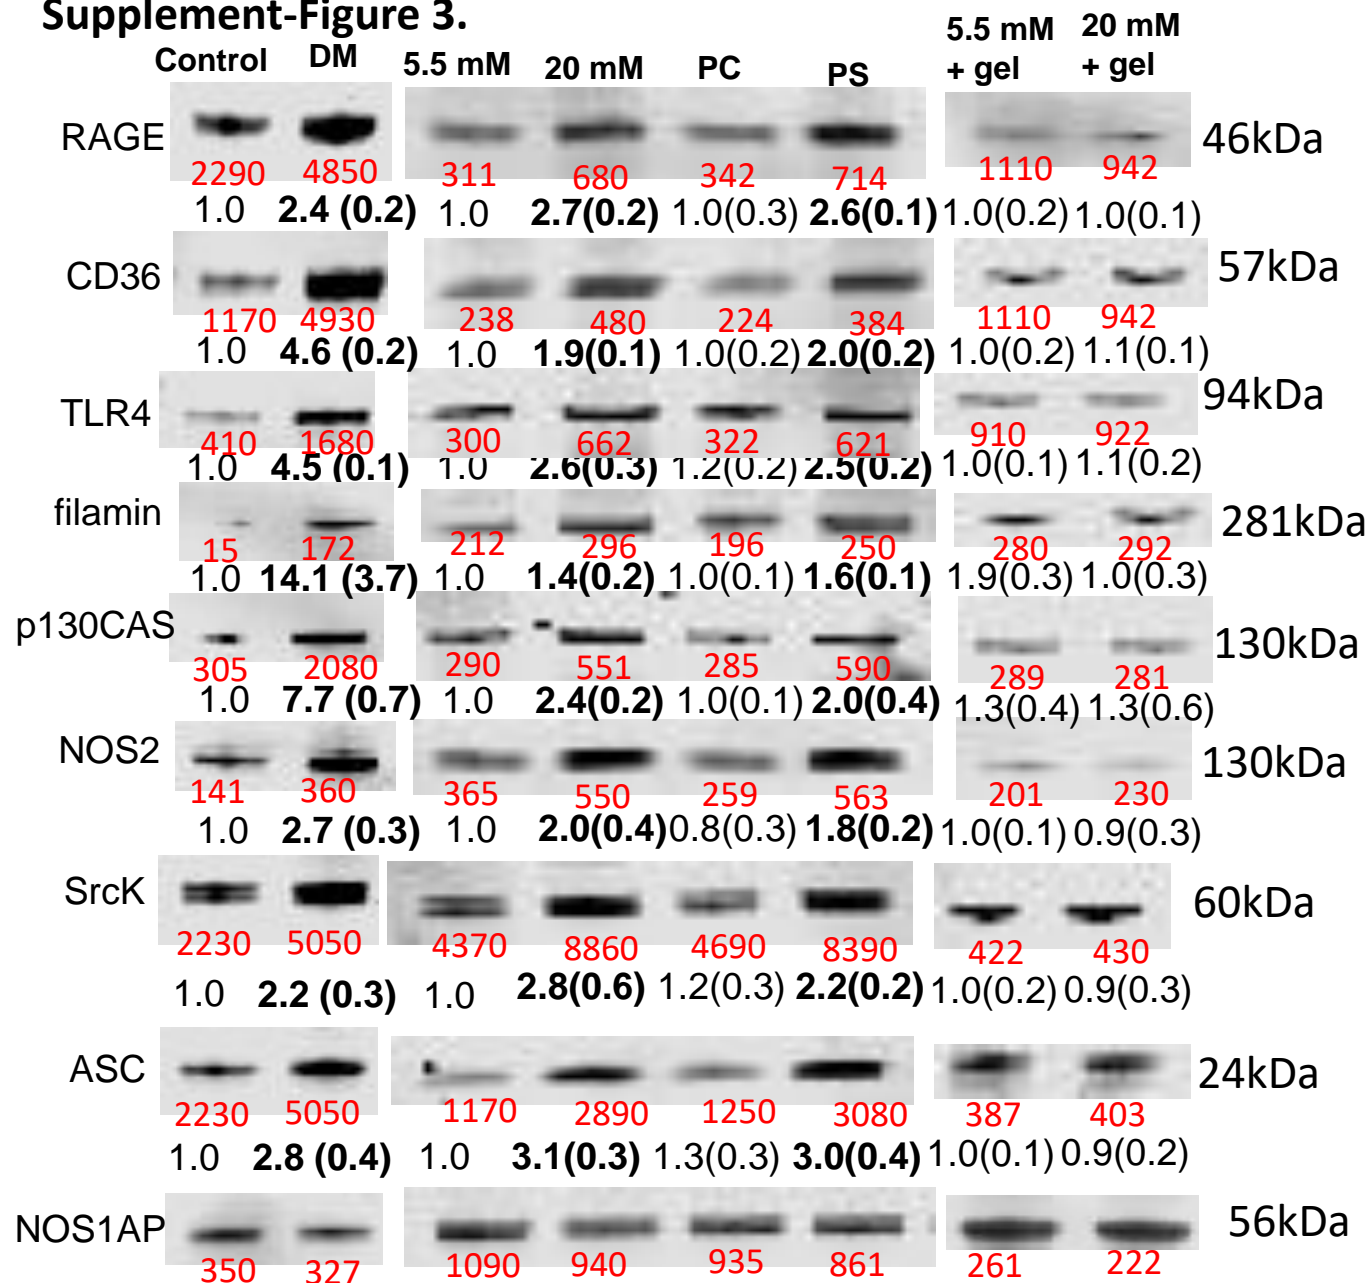 Supplement-Figure 3.
Control DM 5.5 mM 20 mM PC PS 5.5 mM + gel 20 mM + gel
RAGE 46kDa
2290 4850 311 680 342 714 1110 942
1.0 2.4 (0.2) 1.0 2.7(0.2) 1.0(0.3) 2.6(0.1) 1.0(0.2) 1.0(0.1)
CD36 57kDa
1170 4930 238 480 224 384 1110 942
1.0 4.6 (0.2) 1.0 1.9(0.1) 1.0(0.2) 2.0(0.2) 1.0(0.2) 1.1(0.1)
TLR4 94kDa
410 1680 300 662 322 621 910 922
1.0 4.5 (0.1) 1.0 2.6(0.3) 1.2(0.2) 2.5(0.2) 1.0(0.1) 1.1(0.2)
filamin 281kDa
15 172 212 296 196 250 280 292
1.0 14.1 (3.7) 1.0 1.4(0.2) 1.0(0.1) 1.6(0.1) 1.9(0.3) 1.0(0.3)
p130CAS 130kDa
305 2080 290 551 285 590 289 281
1.0 7.7 (0.7) 1.0 2.4(0.2) 1.0(0.1) 2.0(0.4) 1.3(0.4) 1.3(0.6)
NOS2 130kDa
141 360 365 550 259 563 201 230
1.0 2.7 (0.3) 1.0 2.0(0.4) 0.8(0.3) 1.8(0.2) 1.0(0.1) 0.9(0.3)
SrcK 60kDa
2230 5050 4370 8860 4690 8390 422 430
1.0 2.2 (0.3) 1.0 2.8(0.6) 1.2(0.3) 2.2(0.2) 1.0(0.2) 0.9(0.3)
ASC 24kDa
2230 5050 1170 2890 1250 3080 387 403
1.0 2.8 (0.4) 1.0 3.1(0.3) 1.3(0.3) 3.0(0.4) 1.0(0.1) 0.9(0.2)
NOS1AP 56kDa
350 327 1090 940 935 861 261 222